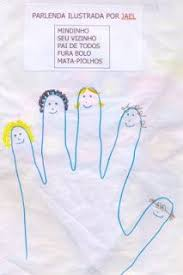 PARLENDA ILUSTRADA POR JAEL
MINDINHO
SEU VIZINHO
PAI DE TODOS
FURA BOLO
MATA-PIOLHOS